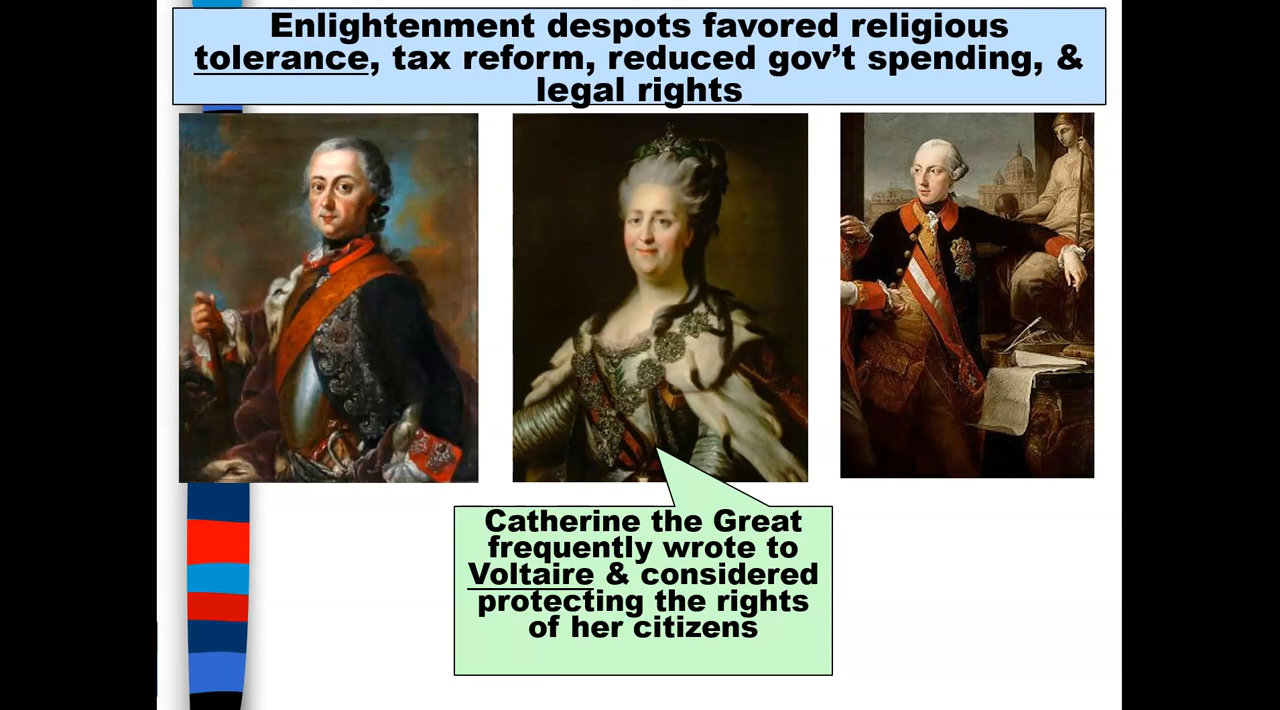 Enlightenment despots favored religious
tolerance, tax reform, reduced gov’t spending, &
legal rights
Catherine the Great
frequently wrote to
Voltaire & considered
protecting the rights
of her citizens